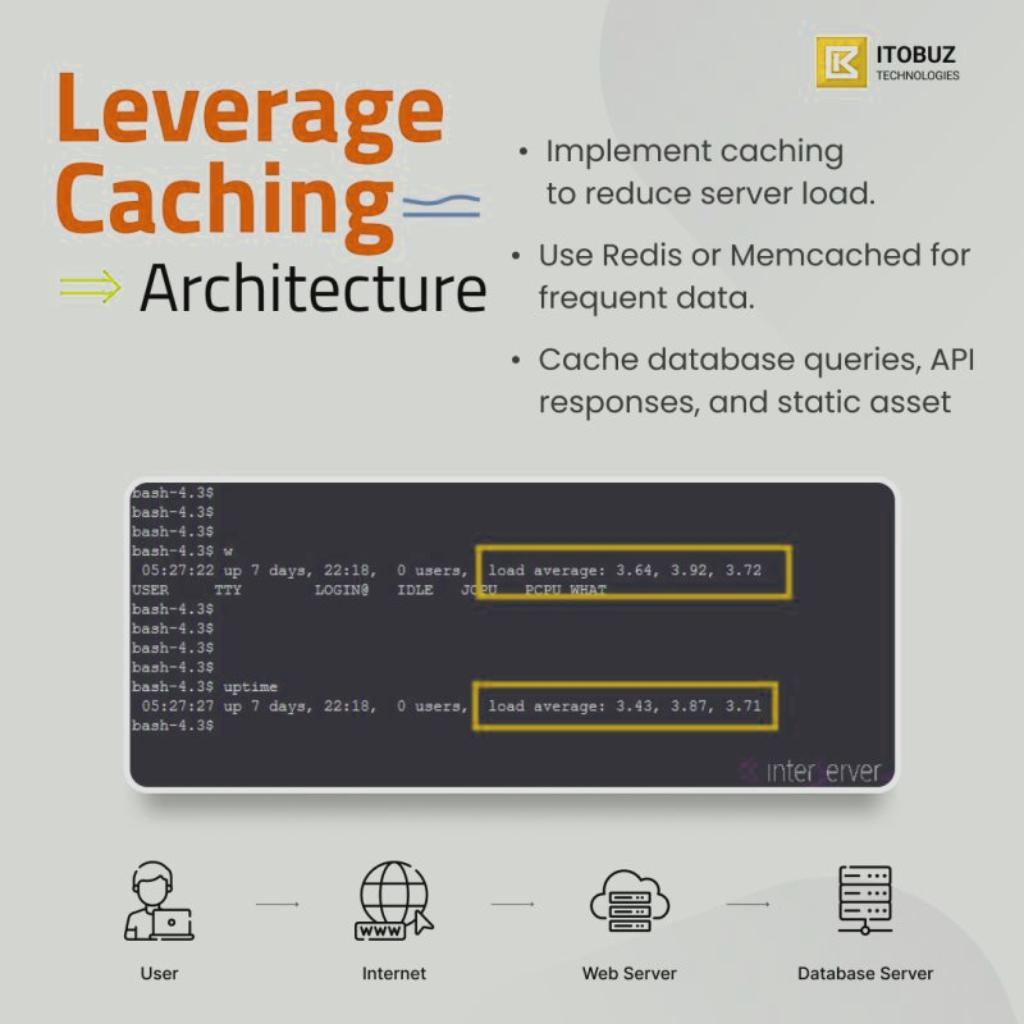 Leverage
Caching
Architecture
ITOBUZ
TECHNOLOGIES
• Implement caching
to reduce server load.
• Use Redis or Memcached for
frequent data.
• Cache database queries, API
responses, and static asset
bash-4.3$
bash-4.3$
bash-4.3$
bash-4.3$ w
05:27:22 up 7 days, 22:18, 0 users, load average: 3.64, 3.92, 3.72
USER TTY LOGIN@ IDLE JCPU PCPU WHAT
bash-4.3$
bash-4.3$
bash-4.3$
bash-4.3$
bash-4.3$ uptime
05:27:27 up 7 days, 22:18, 0 users, load average: 3.43, 3.87, 3.71
bash-4.3$
interserver
WWW
User
Internet
Web Server
Database Server